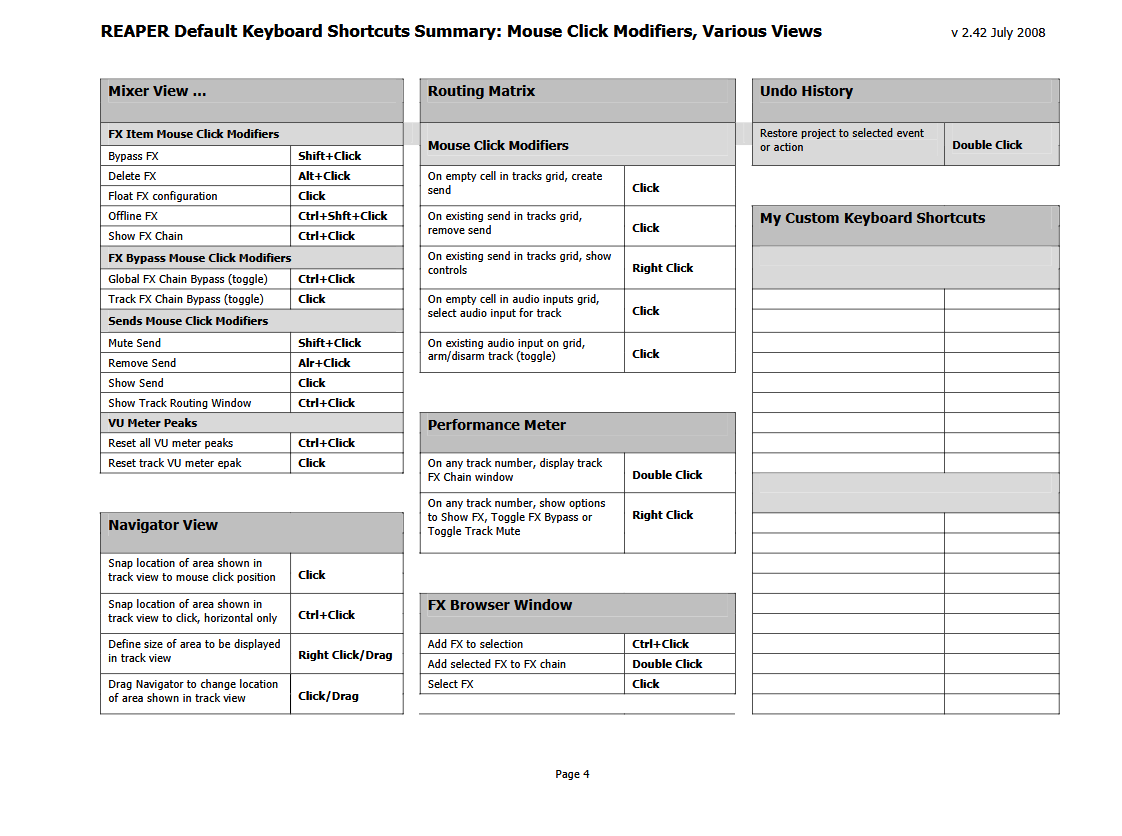 REAPER Default Keyboard Shortcuts Summary: Mouse Click Modifiers, Various Views
v 2.42 July 2008
Mixer View ...
FX Item Mouse Click Modifiers
Bypass FX Shift+Click
Delete FX Alt+Click
Float FX configuration Click
Offline FX Ctrl+Shft+Click
Show FX Chain Ctrl+Click
FX Bypass Mouse Click Modifiers
Global FX Chain Bypass (toggle) Ctrl+Click
Track FX Chain Bypass (toggle) Click
Sends Mouse Click Modifiers
Mute Send Shift+Click
Remove Send Alr+Click
Show Send Click
Show Track Routing Window Ctrl+Click
VU Meter Peaks
Reset all VU meter peaks Ctrl+Click
Reset track VU meter epak Click
Navigator View
Snap location of area shown in
track view to mouse click position
Click
Snap location of area shown in
track view to click, horizontal only
Ctrl+Click
Define size of area to be displayed
in track view
Right Click/Drag
Drag Navigator to change location
of area shown in track view
Click/Drag
Routing Matrix
Mouse Click Modifiers
On empty cell in tracks grid, create
send
Click
On existing send in tracks grid,
remove send
Click
On existing send in tracks grid, show
controls
Right Click
On empty cell in audio inputs grid,
select audio input for track
Click
On existing audio input on grid,
arm/disarm track (toggle)
Click
Performance Meter
On any track number, display track
FX Chain window
Double Click
On any track number, show options
to Show FX, Toggle FX Bypass or
Toggle Track Mute
Right Click
FX Browser Window
Add FX to selection Ctrl+Click
Add selected FX to FX chain Double Click
Select FX Click
Undo History
Restore project to selected event
or action
Double Click
My Custom Keyboard Shortcuts
Page 4